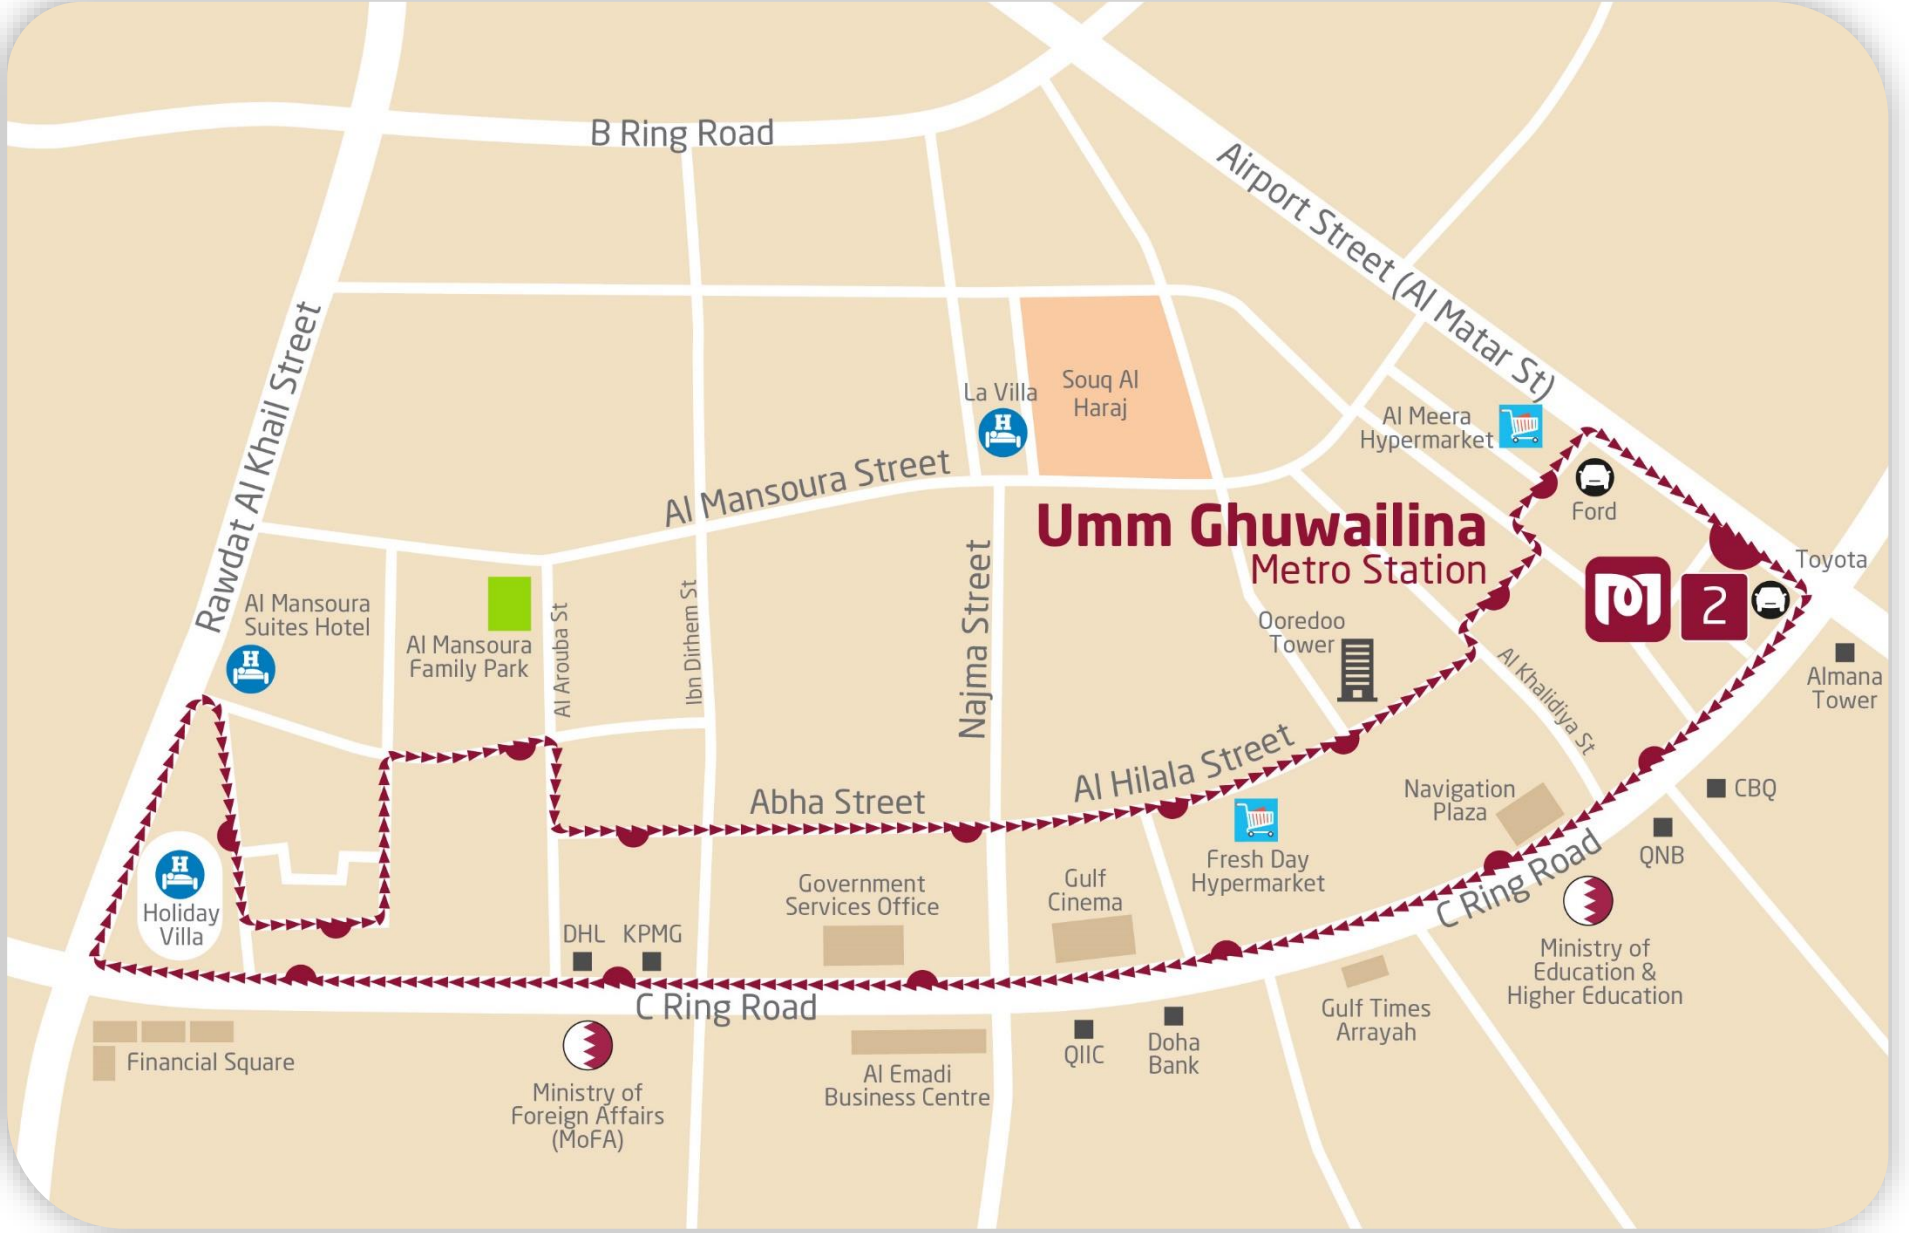 B Ring Road
Airport Street (Al Matar St)
Rawdat Al Khail Street
La Villa
H
Souq Al
Haraj
Al Meera
Hypermarket
Al Mansoura Street
Ford
Umm Ghuwailina
Metro Station
Najma Street
Toyota
2
Al Mansoura
Suites Hotel
H
Al Mansoura
Family Park
Al Arouba St
Ibn Dirhem St
Ooredoo
Tower
Al Khalidiya St
Almana
Tower
Al Hilala Street
Abha Street
Navigation
Plaza
CBQ
QNB
H
Holiday
Villa
Fresh Day
Hypermarket
Government
Services Office
Gulf
Cinema
C Ring Road
DHL
KPMG
Ministry of
Education &
Higher Education
C Ring Road
Gulf Times
Arrayah
Financial Square
Ministry of
Foreign Affairs
(MoFA)
Al Emadi
Business Centre
QIIC
Doha
Bank